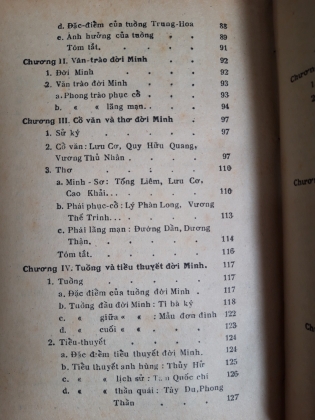 d. Đặc-điểm của tuồng Trung-Hoa 88
e. Ảnh hưởng của tuồng . . 89
Tóm tắt. . . . . 91
Chương II. Văn-trào đời Minh . . 92
1. Đời Minh . . . . 92
2. Văn trào đời Minh . . . 93
a. Phong trào phục cổ . . 93
b. « « lãng mạn. . . 94
Chương III. Cổ văn và thơ đời Minh . 97
1. Sử ký . . . . 97
2. Cổ văn: Lưu Cơ, Quy Hữu Quang,
Vương Thủ Nhân . . . 97
3. Thơ . . . . 110
a. Minh-Sơ: Tống Liêm, Lưu Cơ,
Cao Khải. . . . . 110
b. Phái phục-cổ: Lý Phản Long, Vương
Thế Trinh. . . . . 113
c. Phái lãng mạn: Đường Dần, Dương
Thận. . . . . 114
Tóm tắt. . . . . 116
Chương IV. Tuồng và tiểu thuyết đời Minh. 117
1. Tuồng . . . . 117
a. Đặc điểm của tuồng đời Minh . 117
b. Tuồng đầu đời Minh: Tì bà ký 118
c. « giữa « « : Mẫu đơn đình 122
d. « cuối « « . . 123
2. Tiểu-thuyết . . . . 124
a. Đặc điểm tiểu thuyết đời Minh. 124
b. Tiểu thuyết anh hùng: Thủy Hử 125
c. « « lịch sử: Tam Quốc chí 126
d. « « thần quái: Tây Du, Phong
Thần . . . . 127
Chương
1
Chương